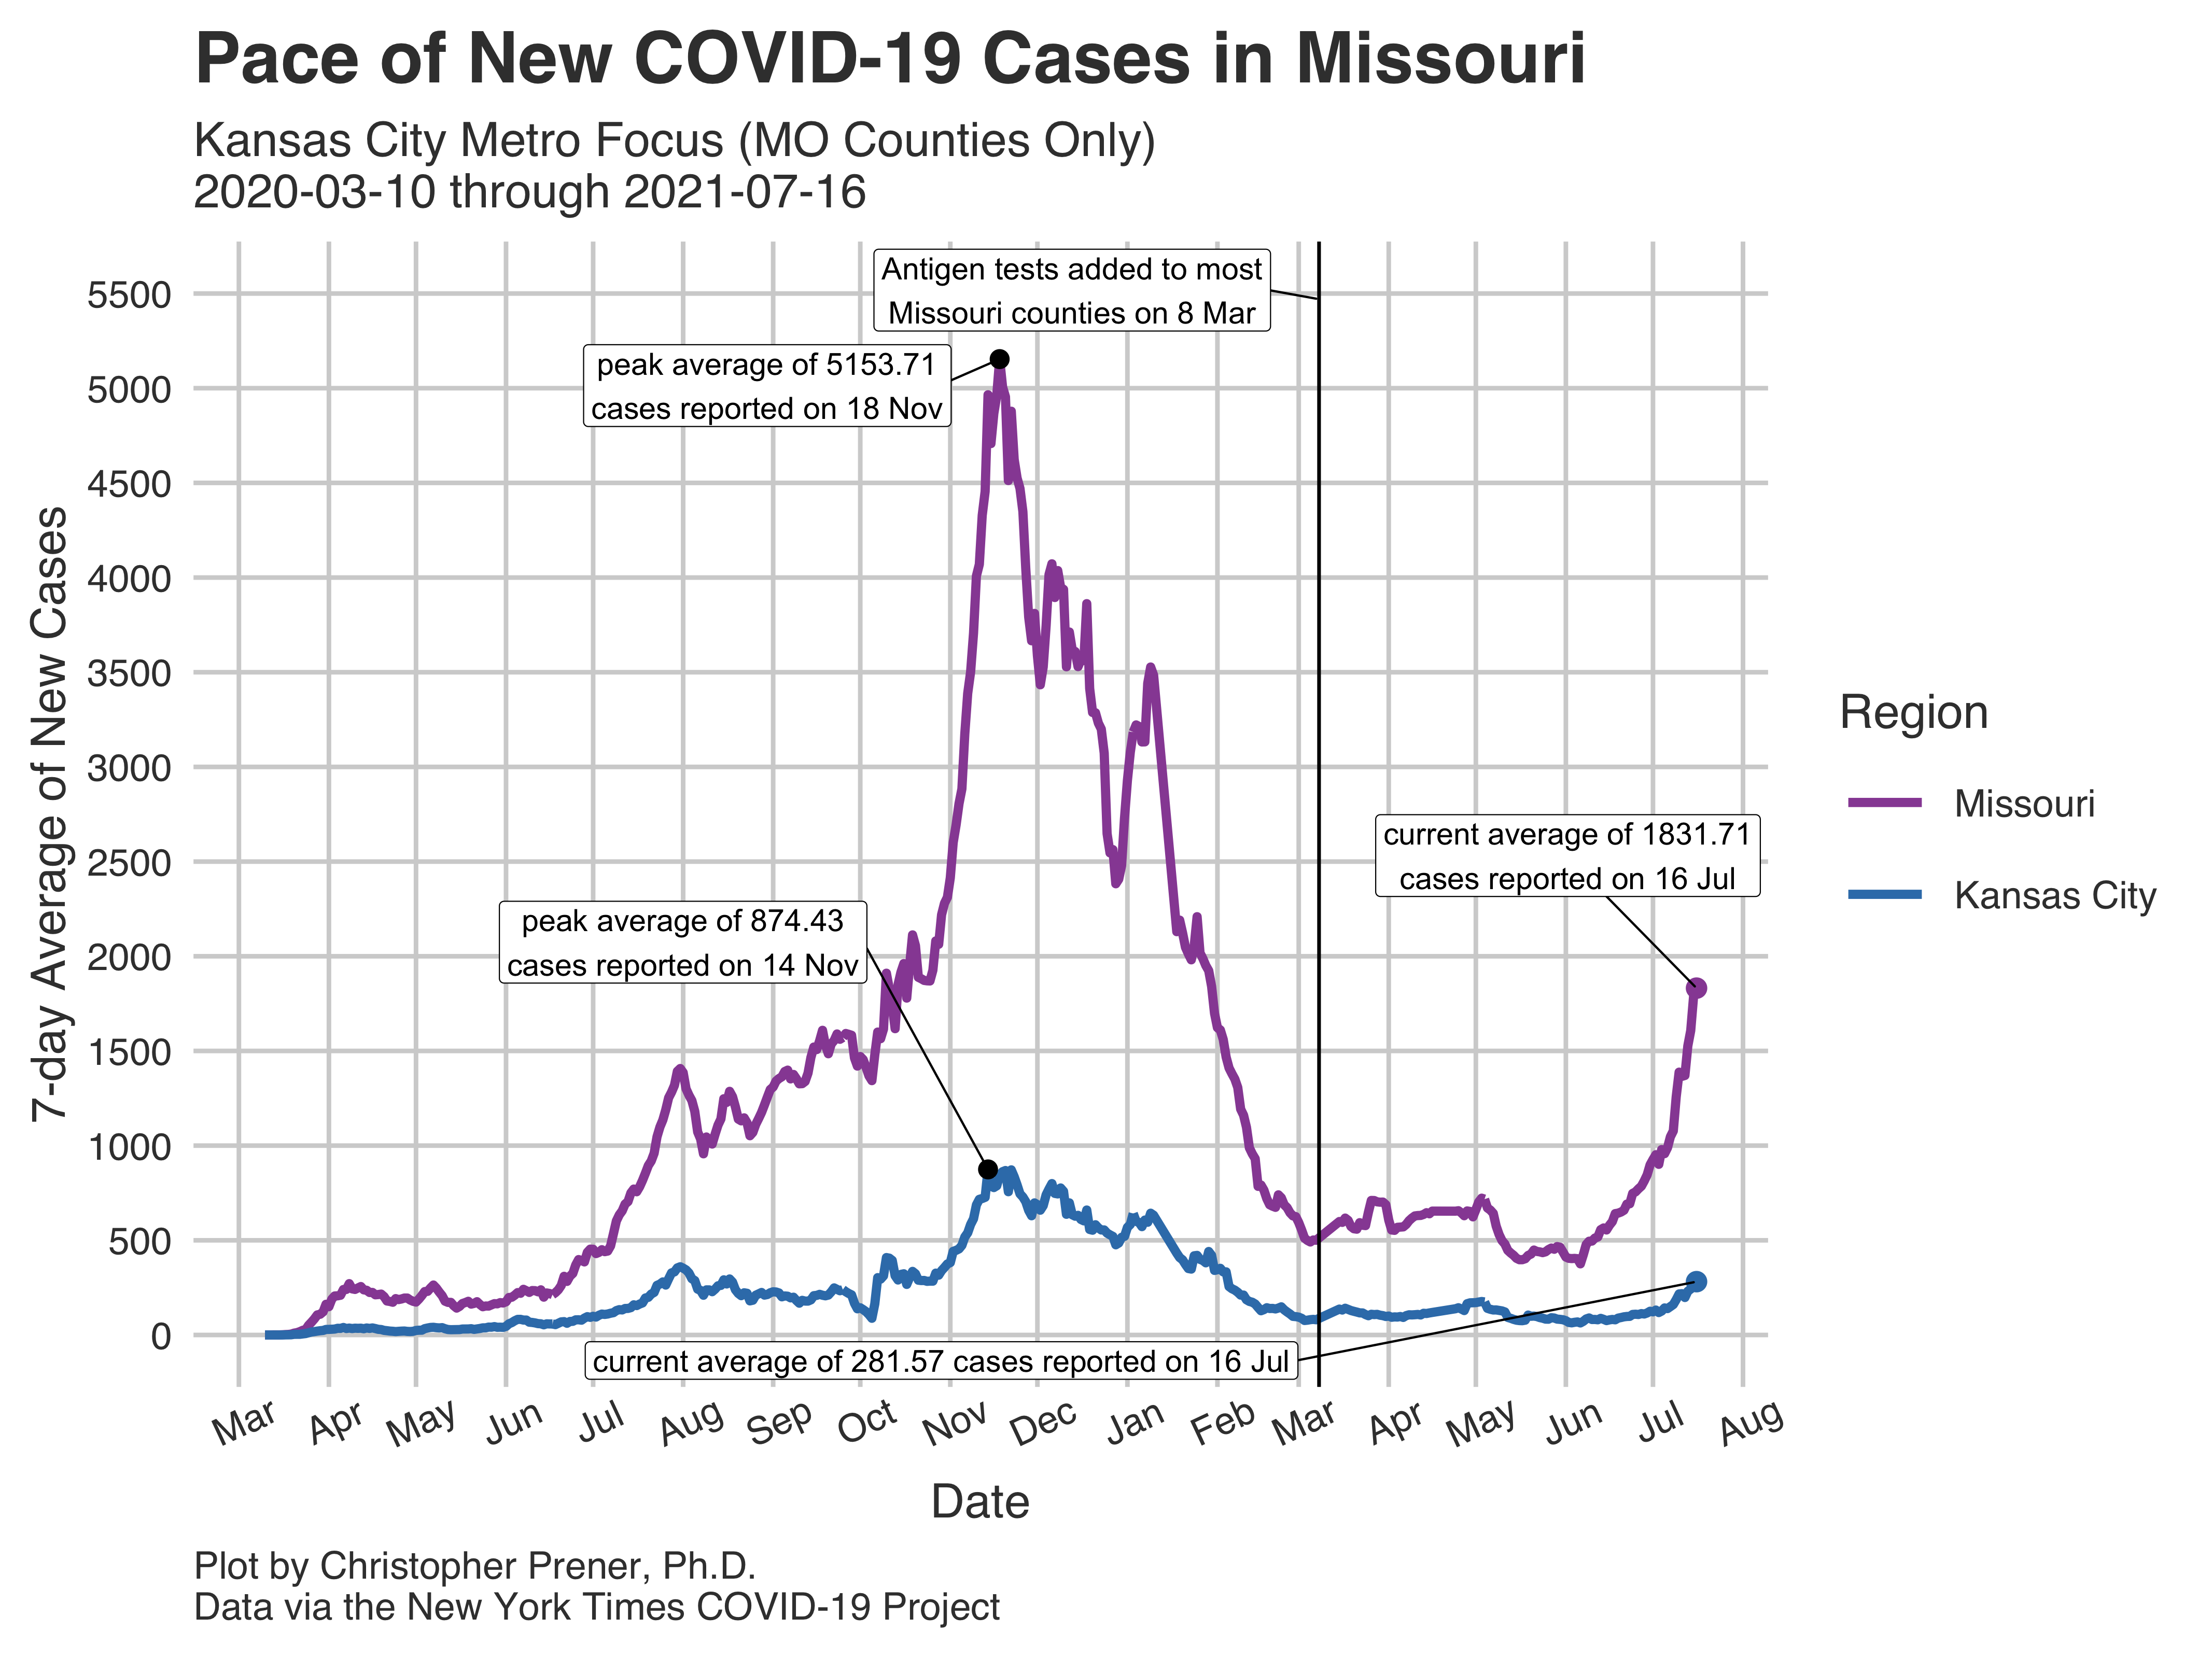 Pace of New COVID-19 Cases in Missouri
Kansas City Metro Focus (MO Counties Only)
2020-03-10 through 2021-07-16
7-day Average of New Cases
5500
5000
4500
4000
3500
3000
2500
2000
1500
1000
500
0
Antigen tests added to most
Missouri counties on 8 Mar
peak average of 5153.71
cases reported on 18 Nov
current average of 1831.71
cases reported on 16 Jul
peak average of 874.43
cases reported on 14 Nov
current average of 281.57 cases reported on 16 Jul
Mar Apr May Jun Jul Aug Sep Oct Nov Dec Jan Feb Mar Apr May Jun Jul Aug
Date
Region
Missouri
Kansas City
Plot by Christopher Prener, Ph.D.
Data via the New York Times COVID-19 Project